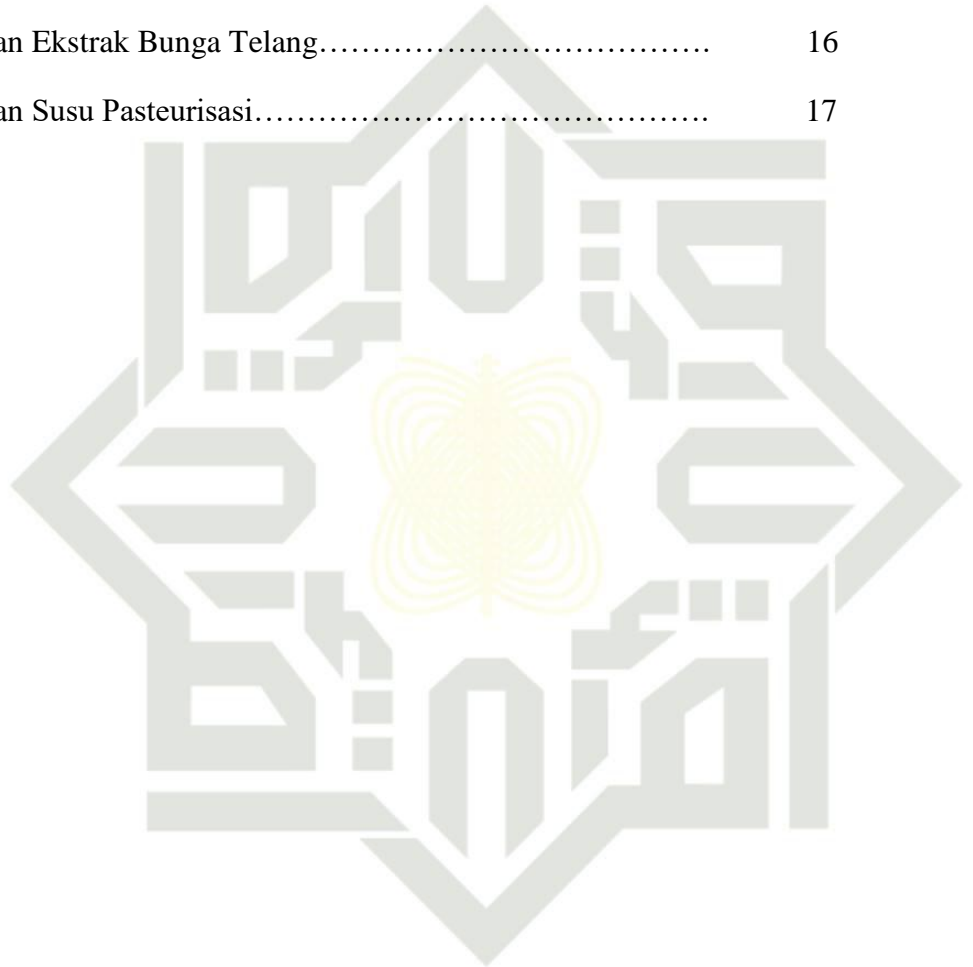 an Ekstrak Bunga Telang………………………………. 16
an Susu Pasteurisasi……………………………………. 17